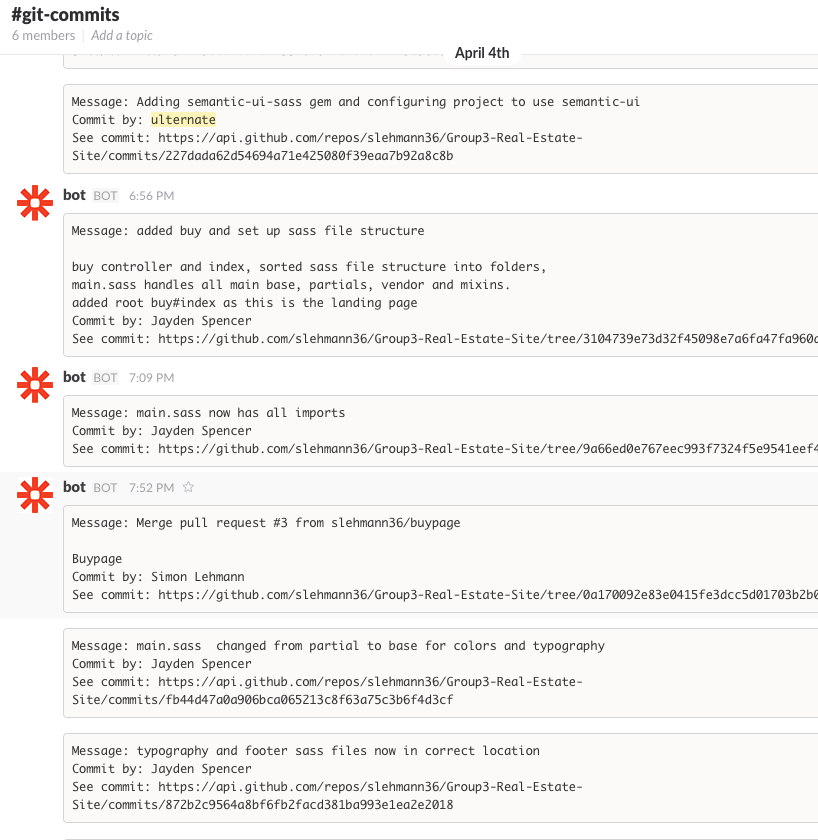 #git-commits
6 members | Add a topic
April 4th
Message: Adding semantic-ui-sass gem and configuring project to use semantic-ui
Commit by: ulternate
See commit: https://api.github.com/repos/slehmann36/Group3-Real-Estate-
Site/commits/227dada62d54694a71e425080f39eaa7b92a8c8b
bot BOT 6:56 PM
Message: added buy and set up sass file structure
buy controller and index, sorted sass file structure into folders,
main.sass handles all main base, partials, vendor and mixins.
added root buy#index as this is the landing page
Commit by: Jayden Spencer
See commit: https://github.com/slehmann36/Group3-Real-Estate-Site/tree/3104739e73d32f45098e7a6fa47fa960
bot BOT 7:09 PM
Message: main.sass now has all imports
Commit by: Jayden Spencer
See commit: https://github.com/slehmann36/Group3-Real-Estate-Site/tree/9a66ed0e767eec993f7324f5e9541eef4
bot BOT 7:52 PM
Message: Merge pull request #3 from slehmann36/buypage
Buypage
Commit by: Simon Lehmann
See commit: https://github.com/slehmann36/Group3-Real-Estate-Site/tree/0a170092e83e0415fe3dcc5d01703b2b0
Message: main.sass  changed from partial to base for colors and typography
Commit by: Jayden Spencer
See commit: https://api.github.com/repos/slehmann36/Group3-Real-Estate-
Site/commits/fb44d47a0a906bca065213c8f63a75c3b6f4d3cf
Message: typography and footer sass files now in correct location
Commit by: Jayden Spencer
See commit: https://api.github.com/repos/slehmann36/Group3-Real-Estate-
Site/commits/872b2c9564a8bf6fb2facd381ba993e1ea2e2018